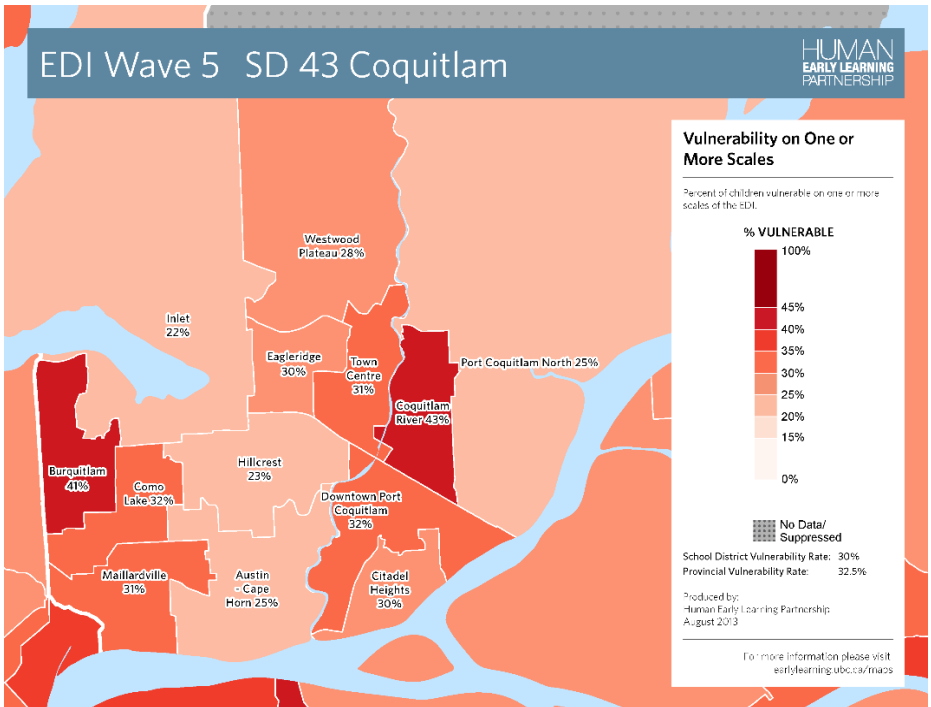 EDI Wave 5 SD 43 Coquitlam
HUMAN
EARLY LEARNING
PARTNERSHIP
Vulnerability on One or
More Scales
Percent of children vulnerable on one or more
scales of the EDI.
% VULNERABLE
100%
45%
40%
35%
30%
25%
20%
15%
0%
No Data/
Suppressed
School District Vulnerability Rate: 30%
Provincial Vulnerability Rate: 32.5%
Produced by:
Human Early Learning Partnership
August 2013
For more information please visit
earlylearning.ubc.ca/maps
Westwood
Plateau 28%
Inlet
22%
Eagleridge
30%
Town
Centre
31%
Port Coquitlam North 25%
Coquitlam
River 43%
Burquitlam
41%
Como
Lake 32%
Hillcrest
23%
Downtown Port
Coquitlam
32%
Maillardville
31%
Austin
- Cape
Horn 25%
Citadel
Heights
30%